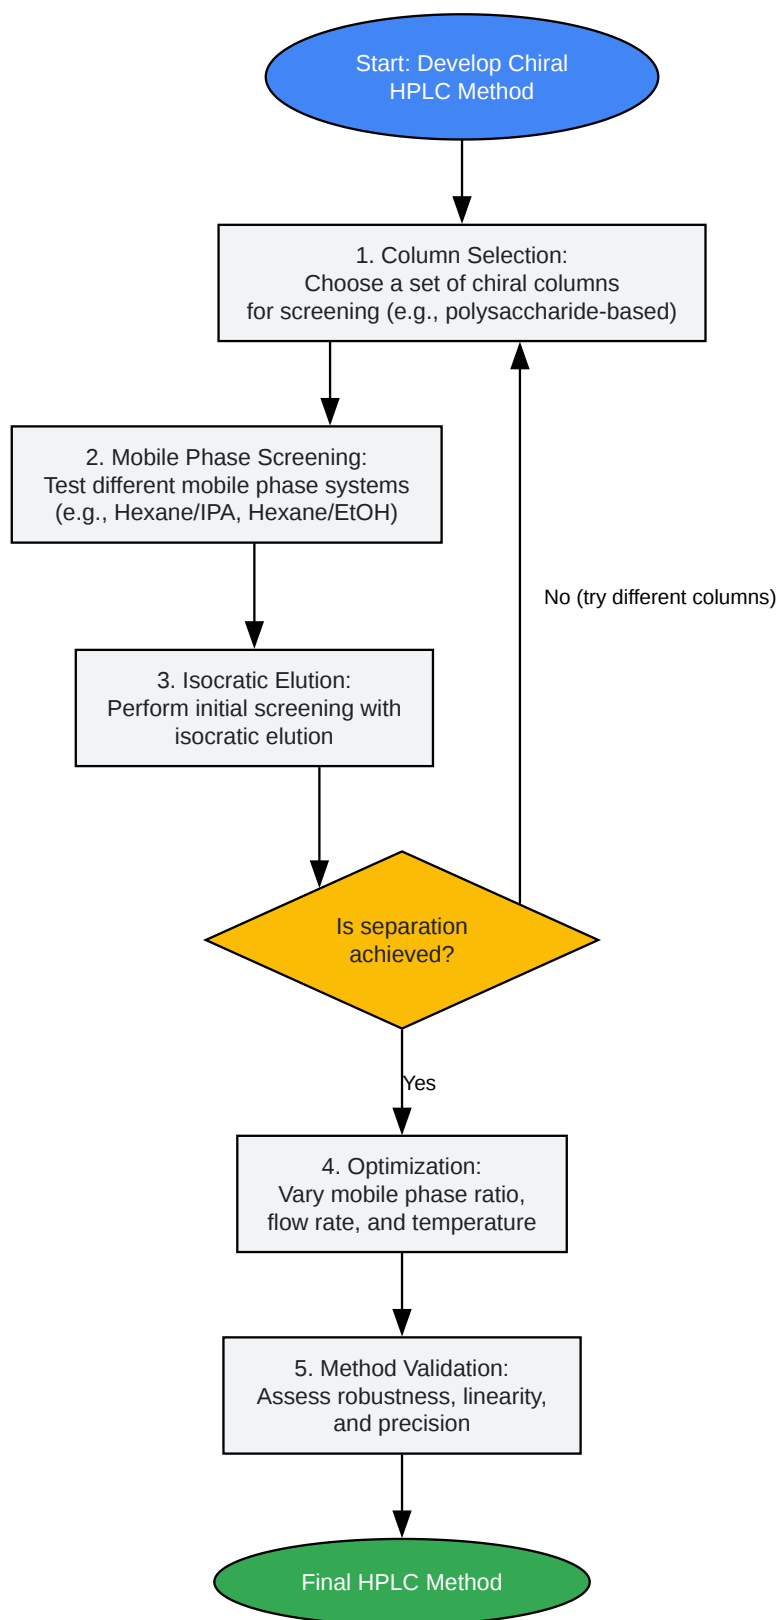 Start: Develop Chiral
HPLC Method
1. Column Selection:
Choose a set of chiral columns
for screening (e.g., polysaccharide-based)
2. Mobile Phase Screening:
Test different mobile phase systems
(e.g., Hexane/IPA, Hexane/EtOH)
No (try different columns)
3. Isocratic Elution:
Perform initial screening with
isocratic elution
Is separation
achieved?
Yes
4. Optimization:
Vary mobile phase ratio,
flow rate, and temperature
5. Method Validation:
Assess robustness, linearity,
and precision
Final HPLC Method